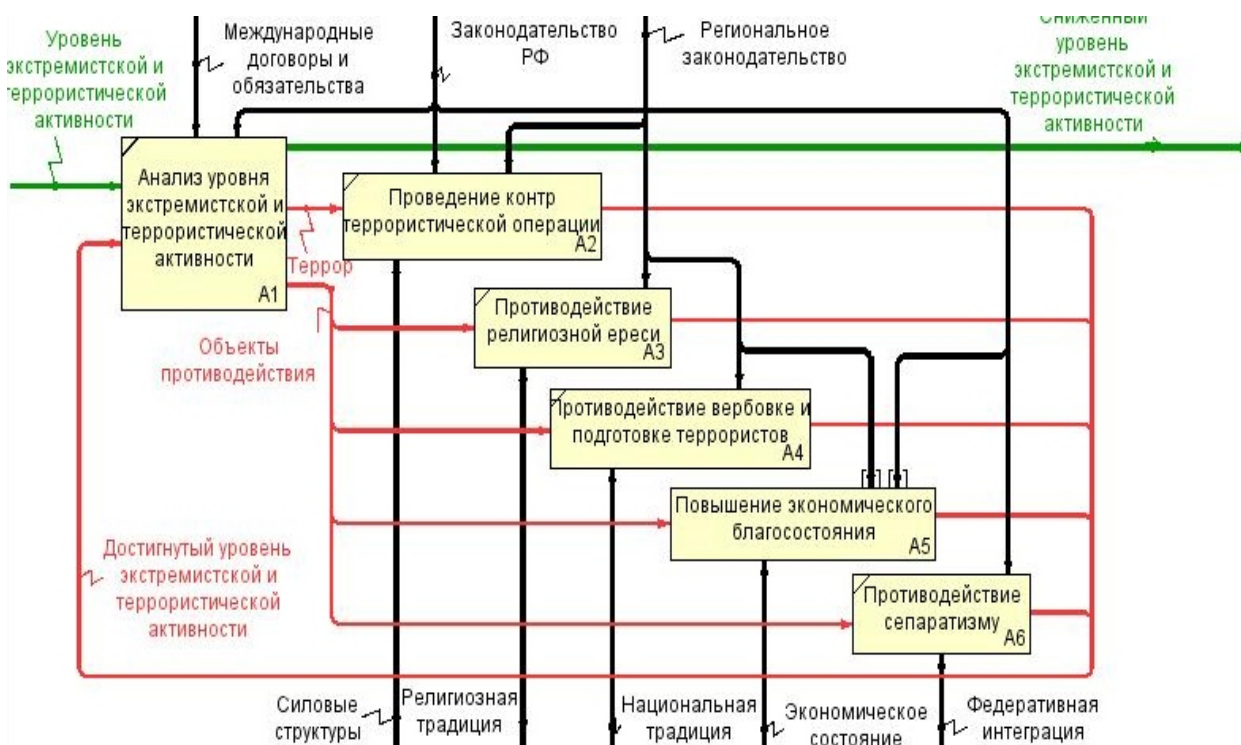 Уровень
экстремистской и
террористической
активности
Международные
договоры и
обязательства
Законодательство
РФ
Региональное
законодательство
Сниженный
уровень
экстремистской и
террористической
активности
Анализ уровня
экстремистской и
террористической
активности
A1
Проведение контр
террористической операции
A2
Террор
Противодействие
религиозной ереси
A3
Объекты
противодействия
Противодействие вербовке и
подготовке террористов
A4
Повышение экономического
благосостояния
A5
Достигнутый уровень
экстремистской и
террористической
активности
Противодействие
сепаратизму
A6
Силовые
структуры
Религиозная
традиция
Национальная
традиция
Экономическое
состояние
Федеративная
интеграция